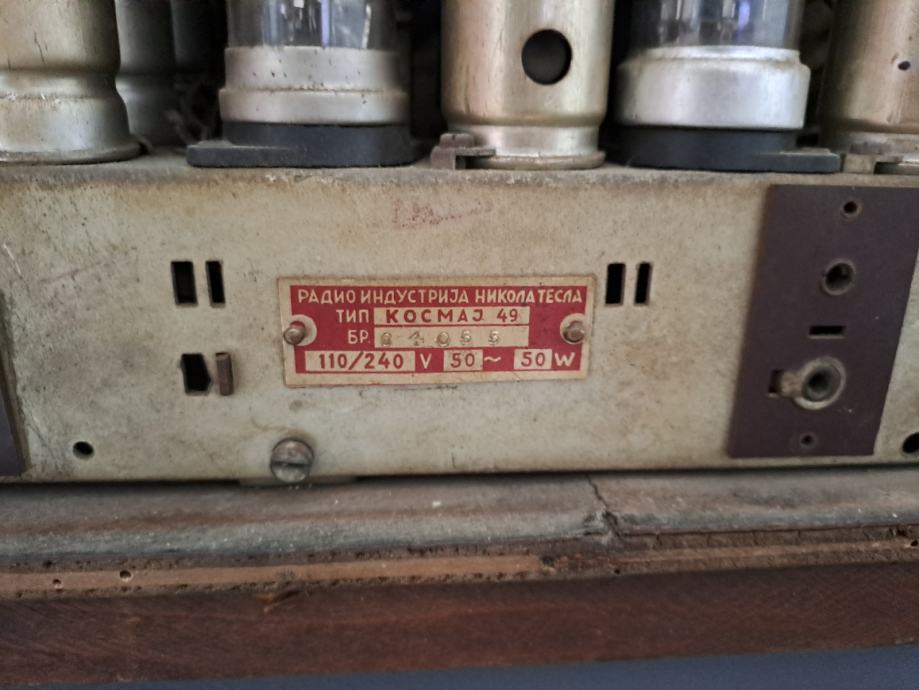 РАДИО ИНДУСТРИЈА НИКОЛА ТЕСЛА
ТИП КОСМАЈ 49
БР.
110/240 V 50 ~ 50 W